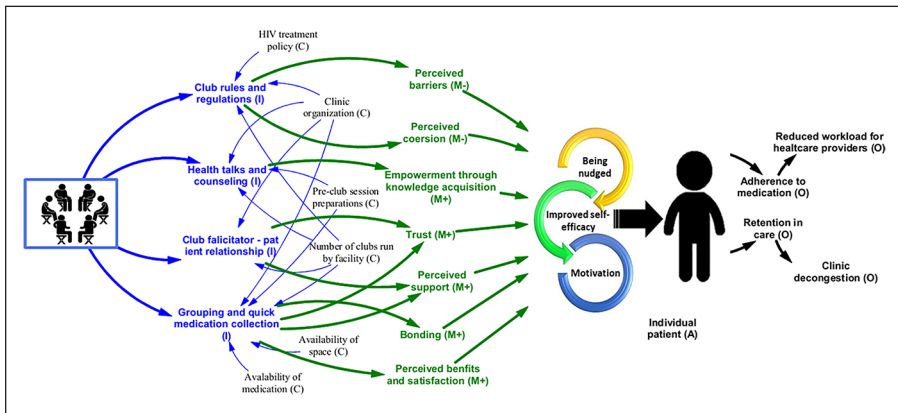 HIV treatment
policy (C)
Club rules and
regulations (I)
Clinic
organization (C)
Health talks and
counseling (I)
Pre-club session
preparations (C)
Club falicitator - pat
ient relationship (I)
Number of clubs run
by facility (C)
Grouping and quick
medication collection
(I)
Availability of
space (C)
Avalability of
medication (C)
Perceived
barriers (M-)
Perceived
coersion (M-)
Empowerment through
knowledge acquisition
(M+)
Trust (M+)
Perceived
support (M+)
Bonding (M+)
Perceived benfits
and satisfaction (M+)
Being
nudged
Improved self-
efficacy
Motivation
Individual
patient (A)
Reduced workload for
healtcare providers (O)
Adherence to
medication (O)
Retention in
care (O)
Clinic
decongestion (O)